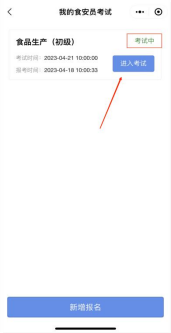 我的食安员考试
食品生产（初级）
考试中
考试时间：2023-04-21 10:00:00
进入考试
报考时间：2023-04-18 10:00:33
新增报名